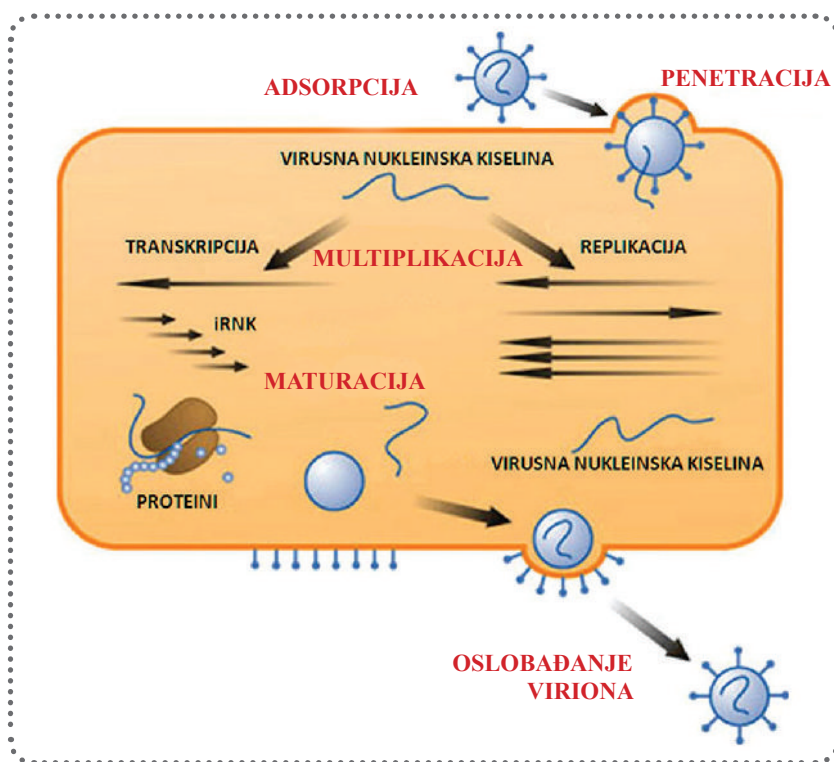 ADSORPCIJA
PENETRACIJA
VIRUSNA NUKLEINSKA KISELINA
TRANSKRIPCIJA
MULTIPLIKACIJA
REPLIKACIJA
iRNK
MATURACIJA
VIRUSNA NUKLEINSKA KISELINA
PROTEINI
OSLOBAĐANJE
VIRIONA